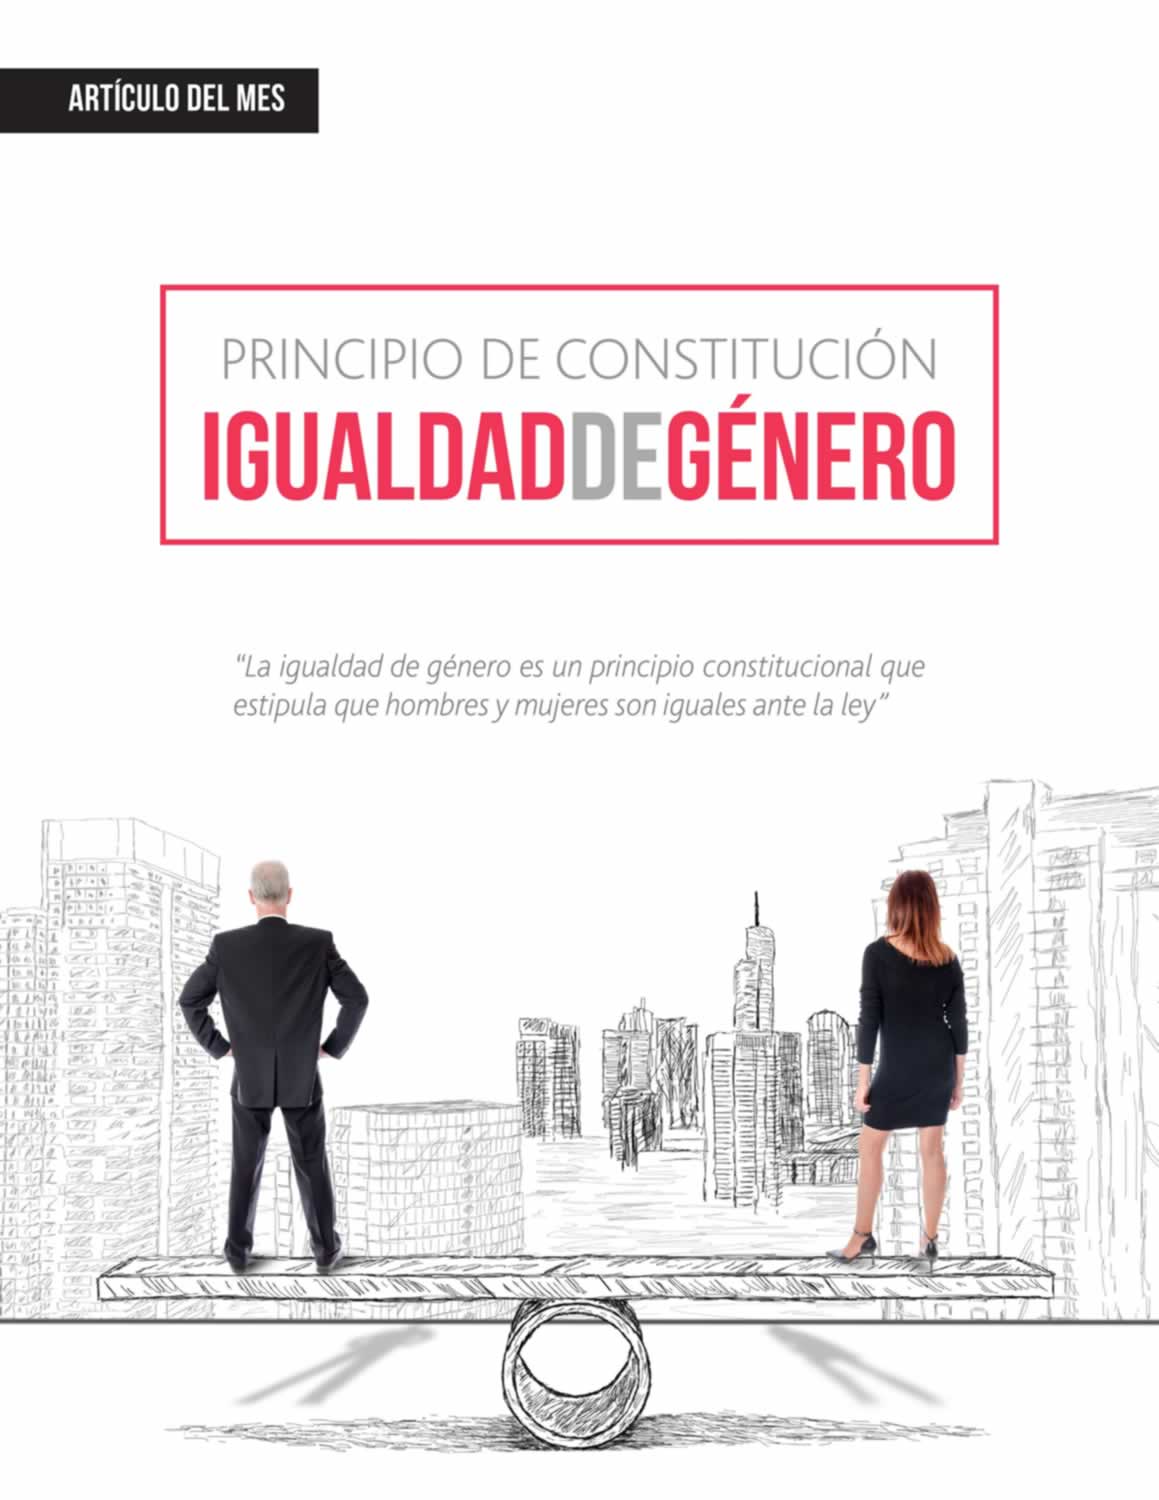 ARTÍCULO DEL MES
PRINCIPIO DE CONSTITUCIÓN
IGUALDADDEGÉNERO
“La igualdad de género es un principio constitucional que
estipula que hombres y mujeres son iguales ante la ley”